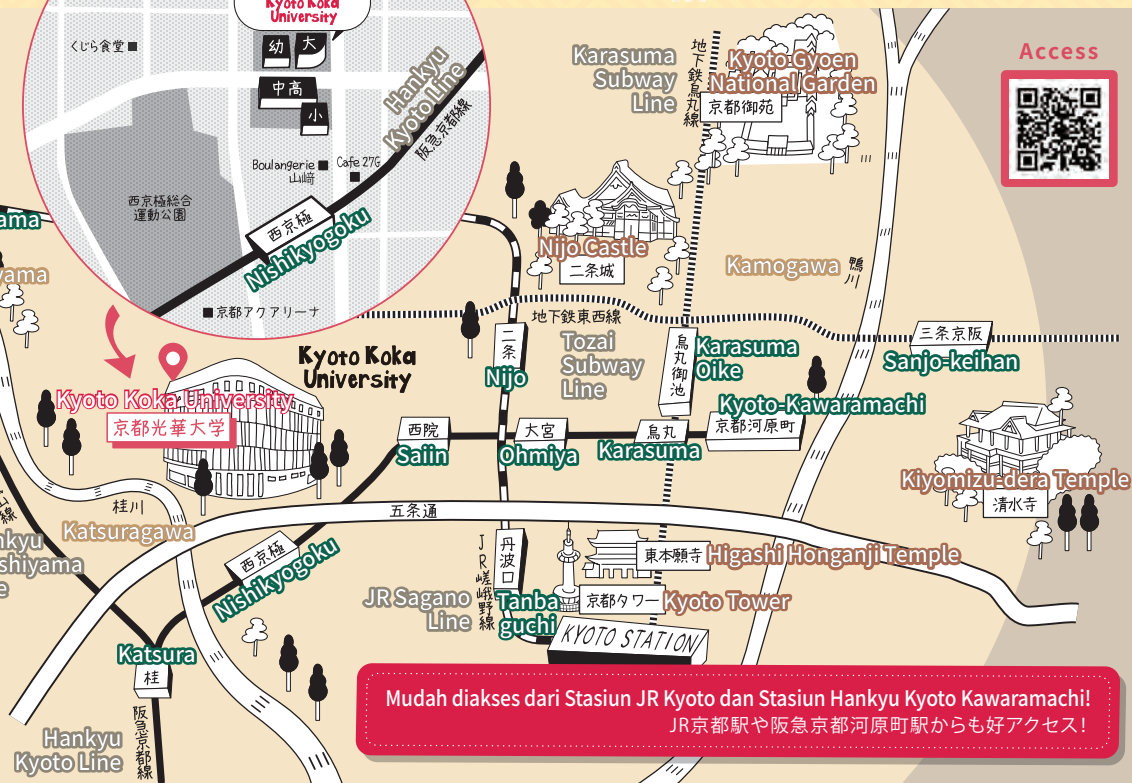 Kyoto Koka
University
くじら食堂
幼
大
中高
小
Hankyu
Kyoto Line
阪急京都線
Boulangerie
山﨑
Cafe 27G
西京極総合
運動公園
西京極
Nishikyogoku
京都アクアリーナ
Karasuma
Subway
Line
地下鉄烏丸線
Kyoto Gyoen
National Garden
京都御苑
Access
Nijo Castle
二条城
Kamogawa
鴨川
ama
yama
地下鉄東西線
Tozai
Subway
Line
二条
Nijo
烏丸御池
Karasuma
Oike
三条京阪
Sanjo-keihan
Kyoto Koka
University
Kyoto Koka University
京都光華大学
西院
Saiin
大宮
Ohmiya
烏丸
Karasuma
Kyoto-Kawaramachi
京都河原町
Kiyomizu-dera Temple
清水寺
桂川
Katsuragawa
五条通
線
nkyu
shiyama
e
西京極
Nishikyogoku
JR嵯峨野線
JR Sagano
Line
丹波口
Tanba
guchi
東本願寺
Higashi Honganji Temple
京都タワー
Kyoto Tower
KYOTO STATION
Katsura
桂
阪急京都線
Hankyu
Kyoto Line
Mudah diakses dari Stasiun JR Kyoto dan Stasiun Hankyu Kyoto Kawaramachi!
JR京都駅や阪急京都河原町駅からも好アクセス！